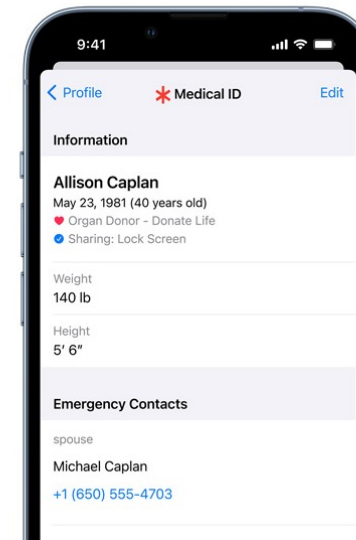 9:41
Profile
Medical ID
Edit
Information
Allison Caplan
May 23, 1981 (40 years old)
Organ Donor - Donate Life
Sharing: Lock Screen
Weight
140 lb
Height
5' 6"
Emergency Contacts
spouse
Michael Caplan
+1 (650) 555-4703